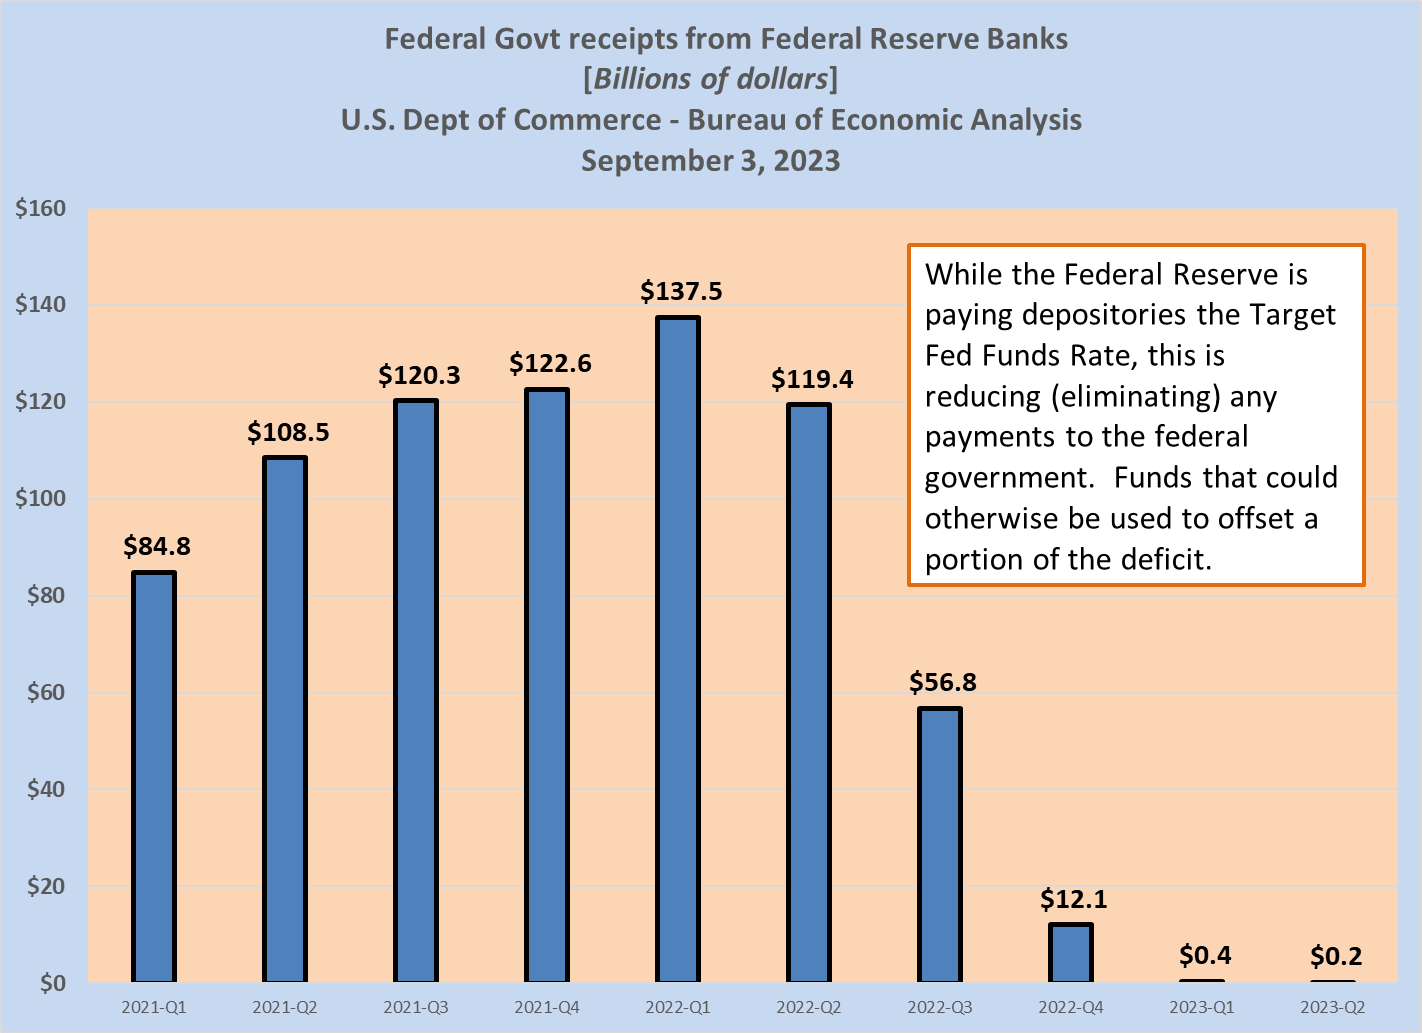 Federal Govt receipts from Federal Reserve Banks
[Billions of dollars]
U.S. Dept of Commerce - Bureau of Economic Analysis
September 3, 2023
$160
$140
$120
$100
$80
$60
$40
$20
$0
$84.8
$108.5
$120.3
$122.6
$137.5
$119.4
$56.8
$12.1
$0.4
$0.2
While the Federal Reserve is
paying depositories the Target
Fed Funds Rate, this is
reducing (eliminating) any
payments to the federal
government.  Funds that could
otherwise be used to offset a
portion of the deficit.
2021-Q1
2021-Q2
2021-Q3
2021-Q4
2022-Q1
2022-Q2
2022-Q3
2022-Q4
2023-Q1
2023-Q2